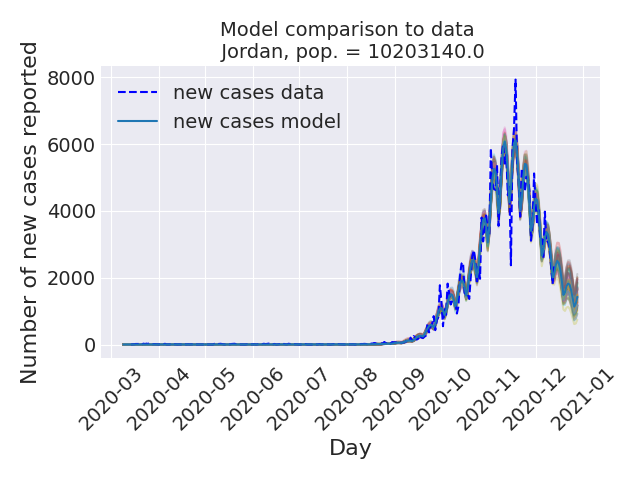 Model comparison to data
Jordan, pop. = 10203140.0
Number of new cases reported
8000
6000
4000
2000
0
new cases data
new cases model
2020-03
2020-04
2020-05
2020-06
2020-07
2020-08
2020-09
2020-10
2020-11
2020-12
2021-01
Day